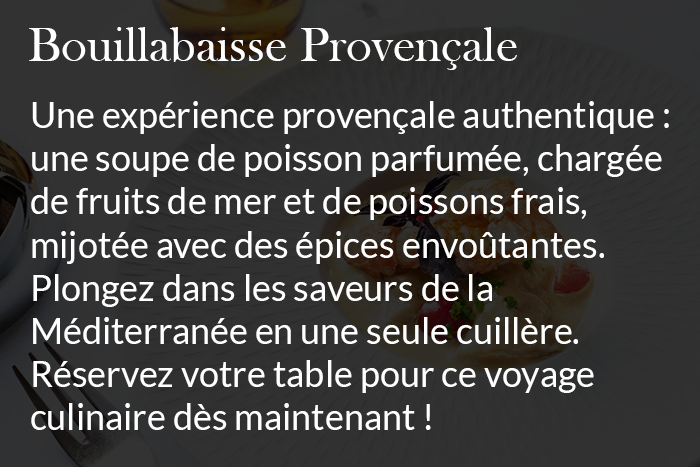 Bouillabaisse Provençale
Une expérience provençale authentique :
une soupe de poisson parfumée, chargée
de fruits de mer et de poissons frais,
mijotée avec des épices envoûtantes.
Plongez dans les saveurs de la
Méditerranée en une seule cuillère.
Réservez votre table pour ce voyage
culinaire dès maintenant !